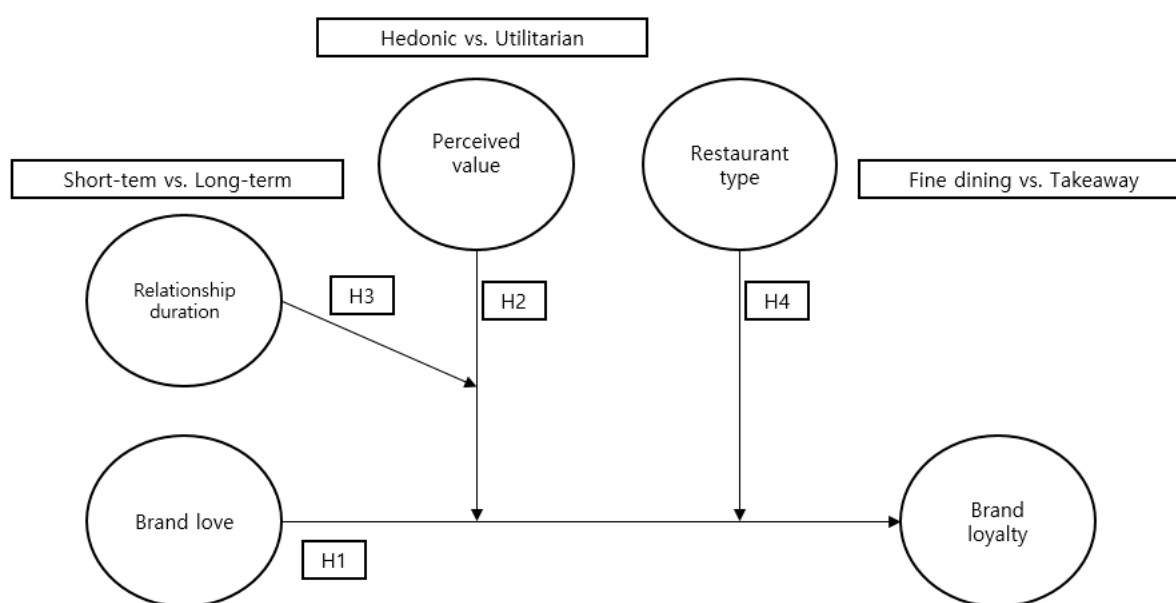 Hedonic vs. Utilitarian
Perceived
value
Restaurant
type
Short-tem vs. Long-term
Fine dining vs. Takeaway
Relationship
duration
H3
H2
H4
Brand love
H1
Brand
loyalty